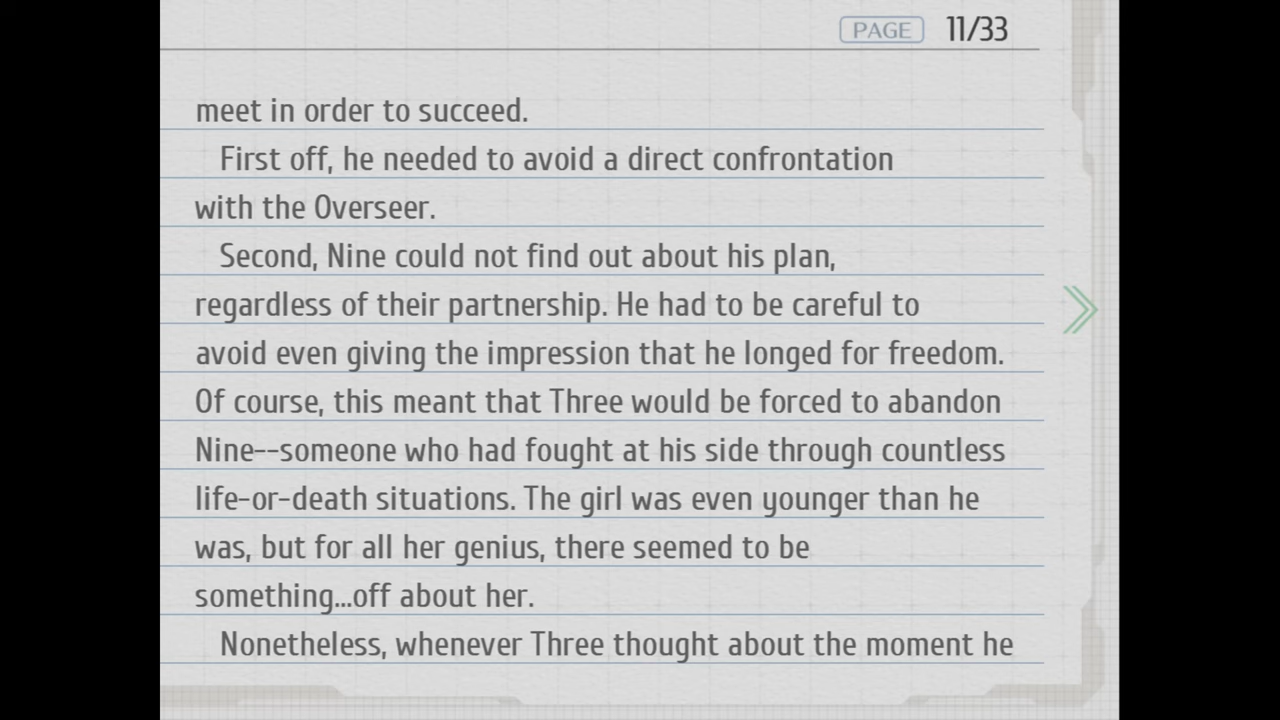 PAGE 11/33
meet in order to succeed.
First off, he needed to avoid a direct confrontation
with the Overseer.
Second, Nine could not find out about his plan,
regardless of their partnership. He had to be careful to
avoid even giving the impression that he longed for freedom.
Of course, this meant that Three would be forced to abandon
Nine--someone who had fought at his side through countless
life-or-death situations. The girl was even younger than he
was, but for all her genius, there seemed to be
something...off about her.
Nonetheless, whenever Three thought about the moment he